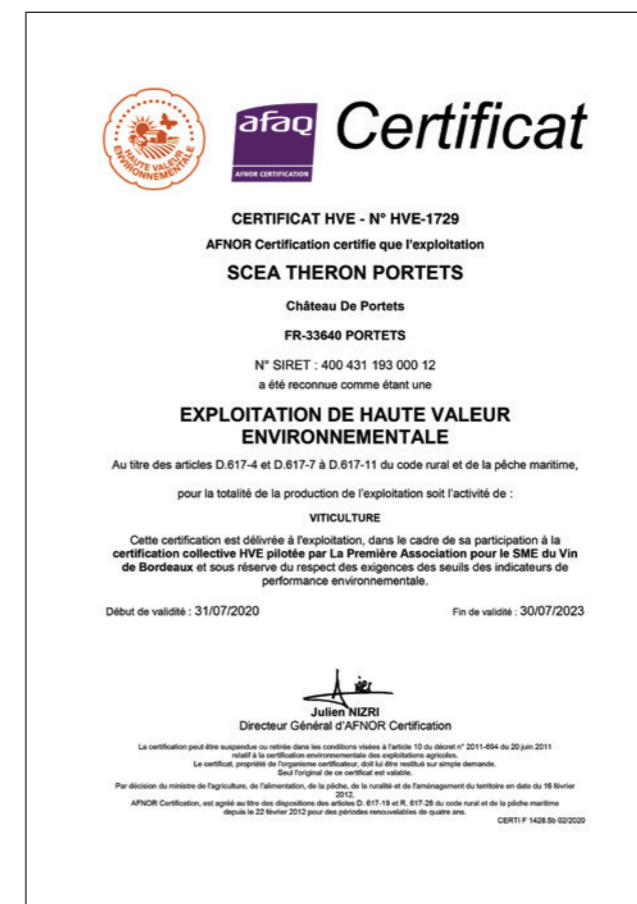 HAUTE VALEUR
ENVIRONNEMENTALE
afaq
AFNOR CERTIFICATION
Certificat
CERTIFICAT HVE - N° HVE-1729
AFNOR Certification certifie que l'exploitation
SCEA THERON PORTETS
Château De Portets
FR-33640 PORTETS
N° SIRET : 400 431 193 000 12
a été reconnue comme étant une
EXPLOITATION DE HAUTE VALEUR
ENVIRONNEMENTALE
Au titre des articles D.617-4 et D.617-7 à D.617-11 du code rural et de la pêche maritime,
pour la totalité de la production de l'exploitation soit l'activité de :
VITICULTURE
Cette certification est délivrée à l'exploitation, dans le cadre de sa participation à la
certification collective HVE pilotée par La Première Association pour le SME du Vin
de Bordeaux et sous réserve du respect des exigences des seuils des indicateurs de
performance environnementale.
Début de validité : 31/07/2020 Fin de validité : 30/07/2023
Julien NIZRI
Directeur Général d'AFNOR Certification
La certification peut être suspendue ou retirée dans les conditions visées à l'article 10 du décret n° 2011-694 du 20 juin 2011
relatif à la certification environnementale des exploitations agricoles.
Le certificat, propriété de l'organisme certificateur, doit lui être restitué sur simple demande.
Seul l'original de ce certificat est valable.
Par décision du ministre de l'agriculture, de l'alimentation, de la pêche, de la ruralité et de l'aménagement du territoire en date du 16 février
2012,
AFNOR Certification, est agréé au titre des dispositions des articles D. 617-19 et R. 617-26 du code rural et de la pêche maritime
depuis le 22 février 2012 pour des périodes renouvelables de quatre ans.
CERTI F 1428.5b 02/2020